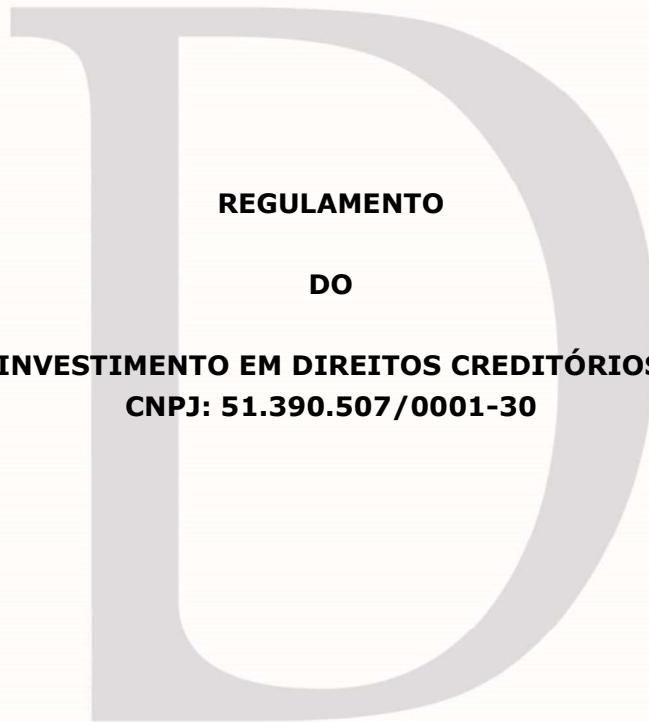 REGULAMENTO
DO
INVESTIMENTO EM DIREITOS CREDITÓRIOS
CNPJ: 51.390.507/0001-30